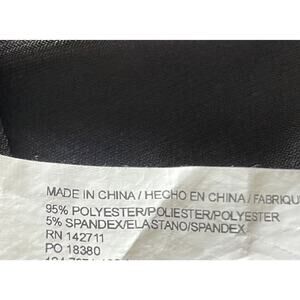 MADE IN CHINA / HECHO EN CHINA / FABRIQU
95% POLYESTER/POLIESTER/POLYESTER
5% SPANDEX/ELASTANO/SPANDEX
RN 142711
PO 18380